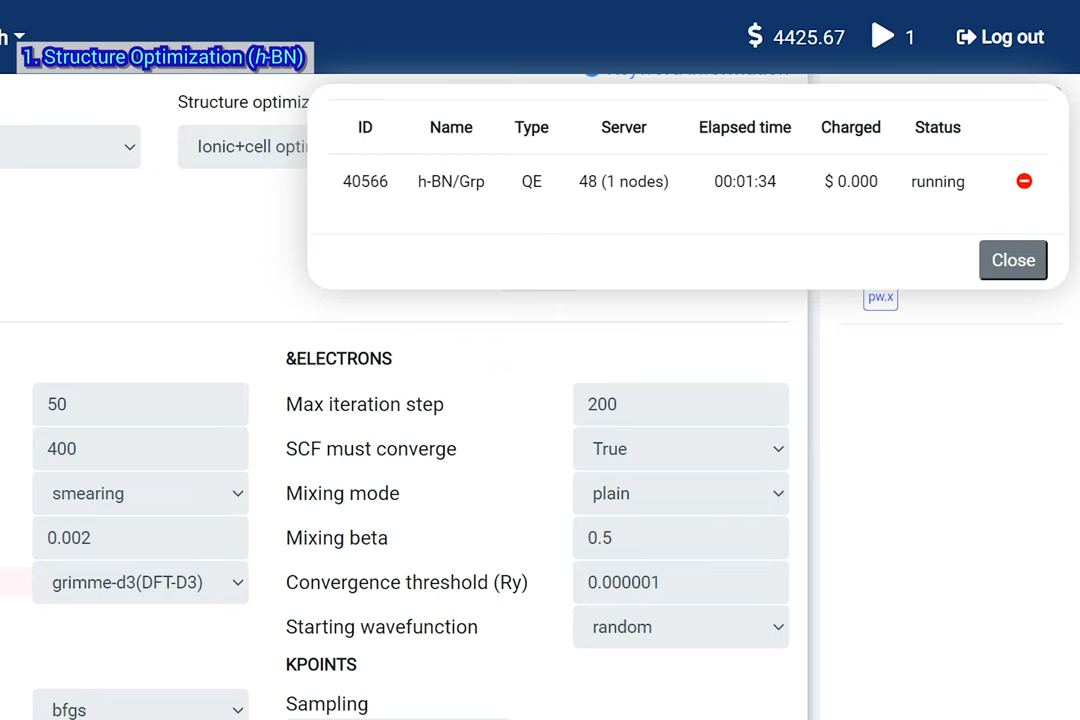 h
$ 4425.67
1
Log out
1. Structure Optimization (h-BN)
Structure optimiz
Ionic+cell opti
ID Name Type Server Elapsed time Charged Status
40566 h-BN/Grp QE 48 (1 nodes) 00:01:34 $ 0.000 running
Close
pw.x
&ELECTRONS
50 Max iteration step 200
400 SCF must converge True
smearing Mixing mode plain
0.002 Mixing beta 0.5
grimme-d3(DFT-D3) Convergence threshold (Ry) 0.000001
Starting wavefunction random
KPOINTS
bfgs Sampling